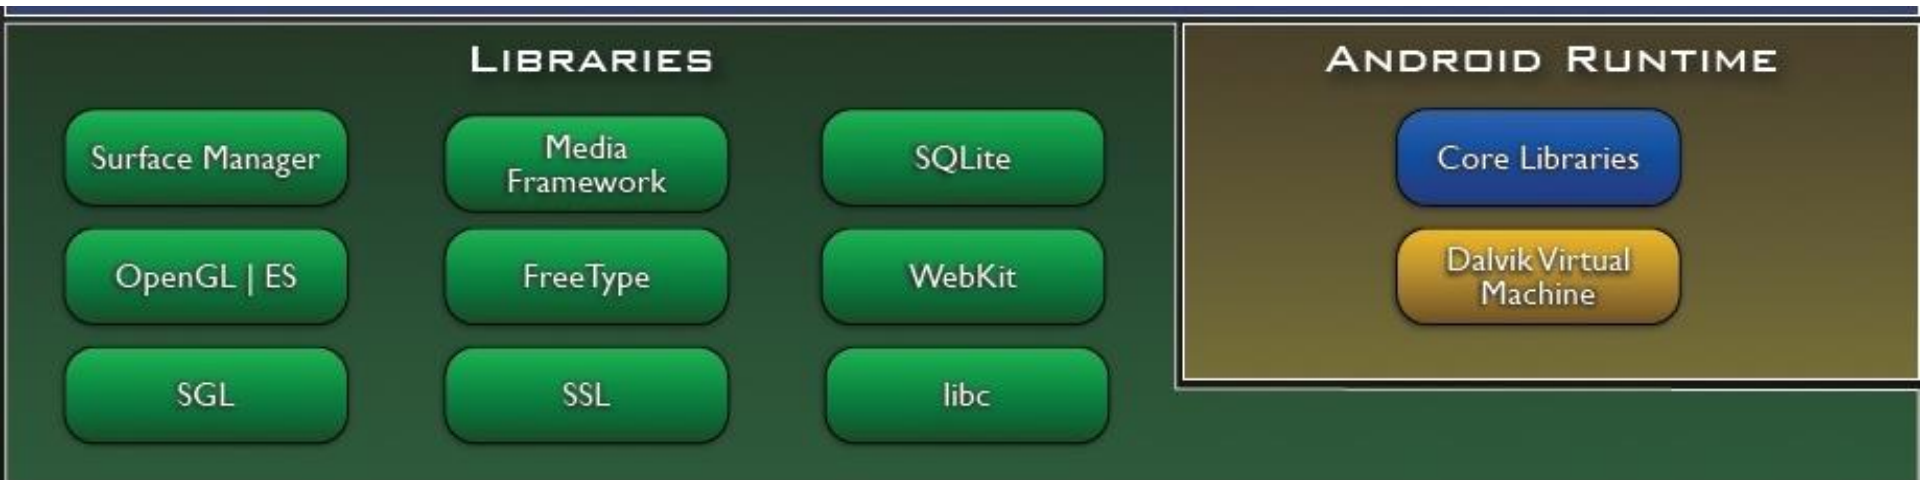 LIBRARIES
Surface Manager
Media
Framework
SQLite
OpenGL | ES
FreeType
WebKit
SGL
SSL
libc
ANDROID RUNTIME
Core Libraries
Dalvik Virtual
Machine